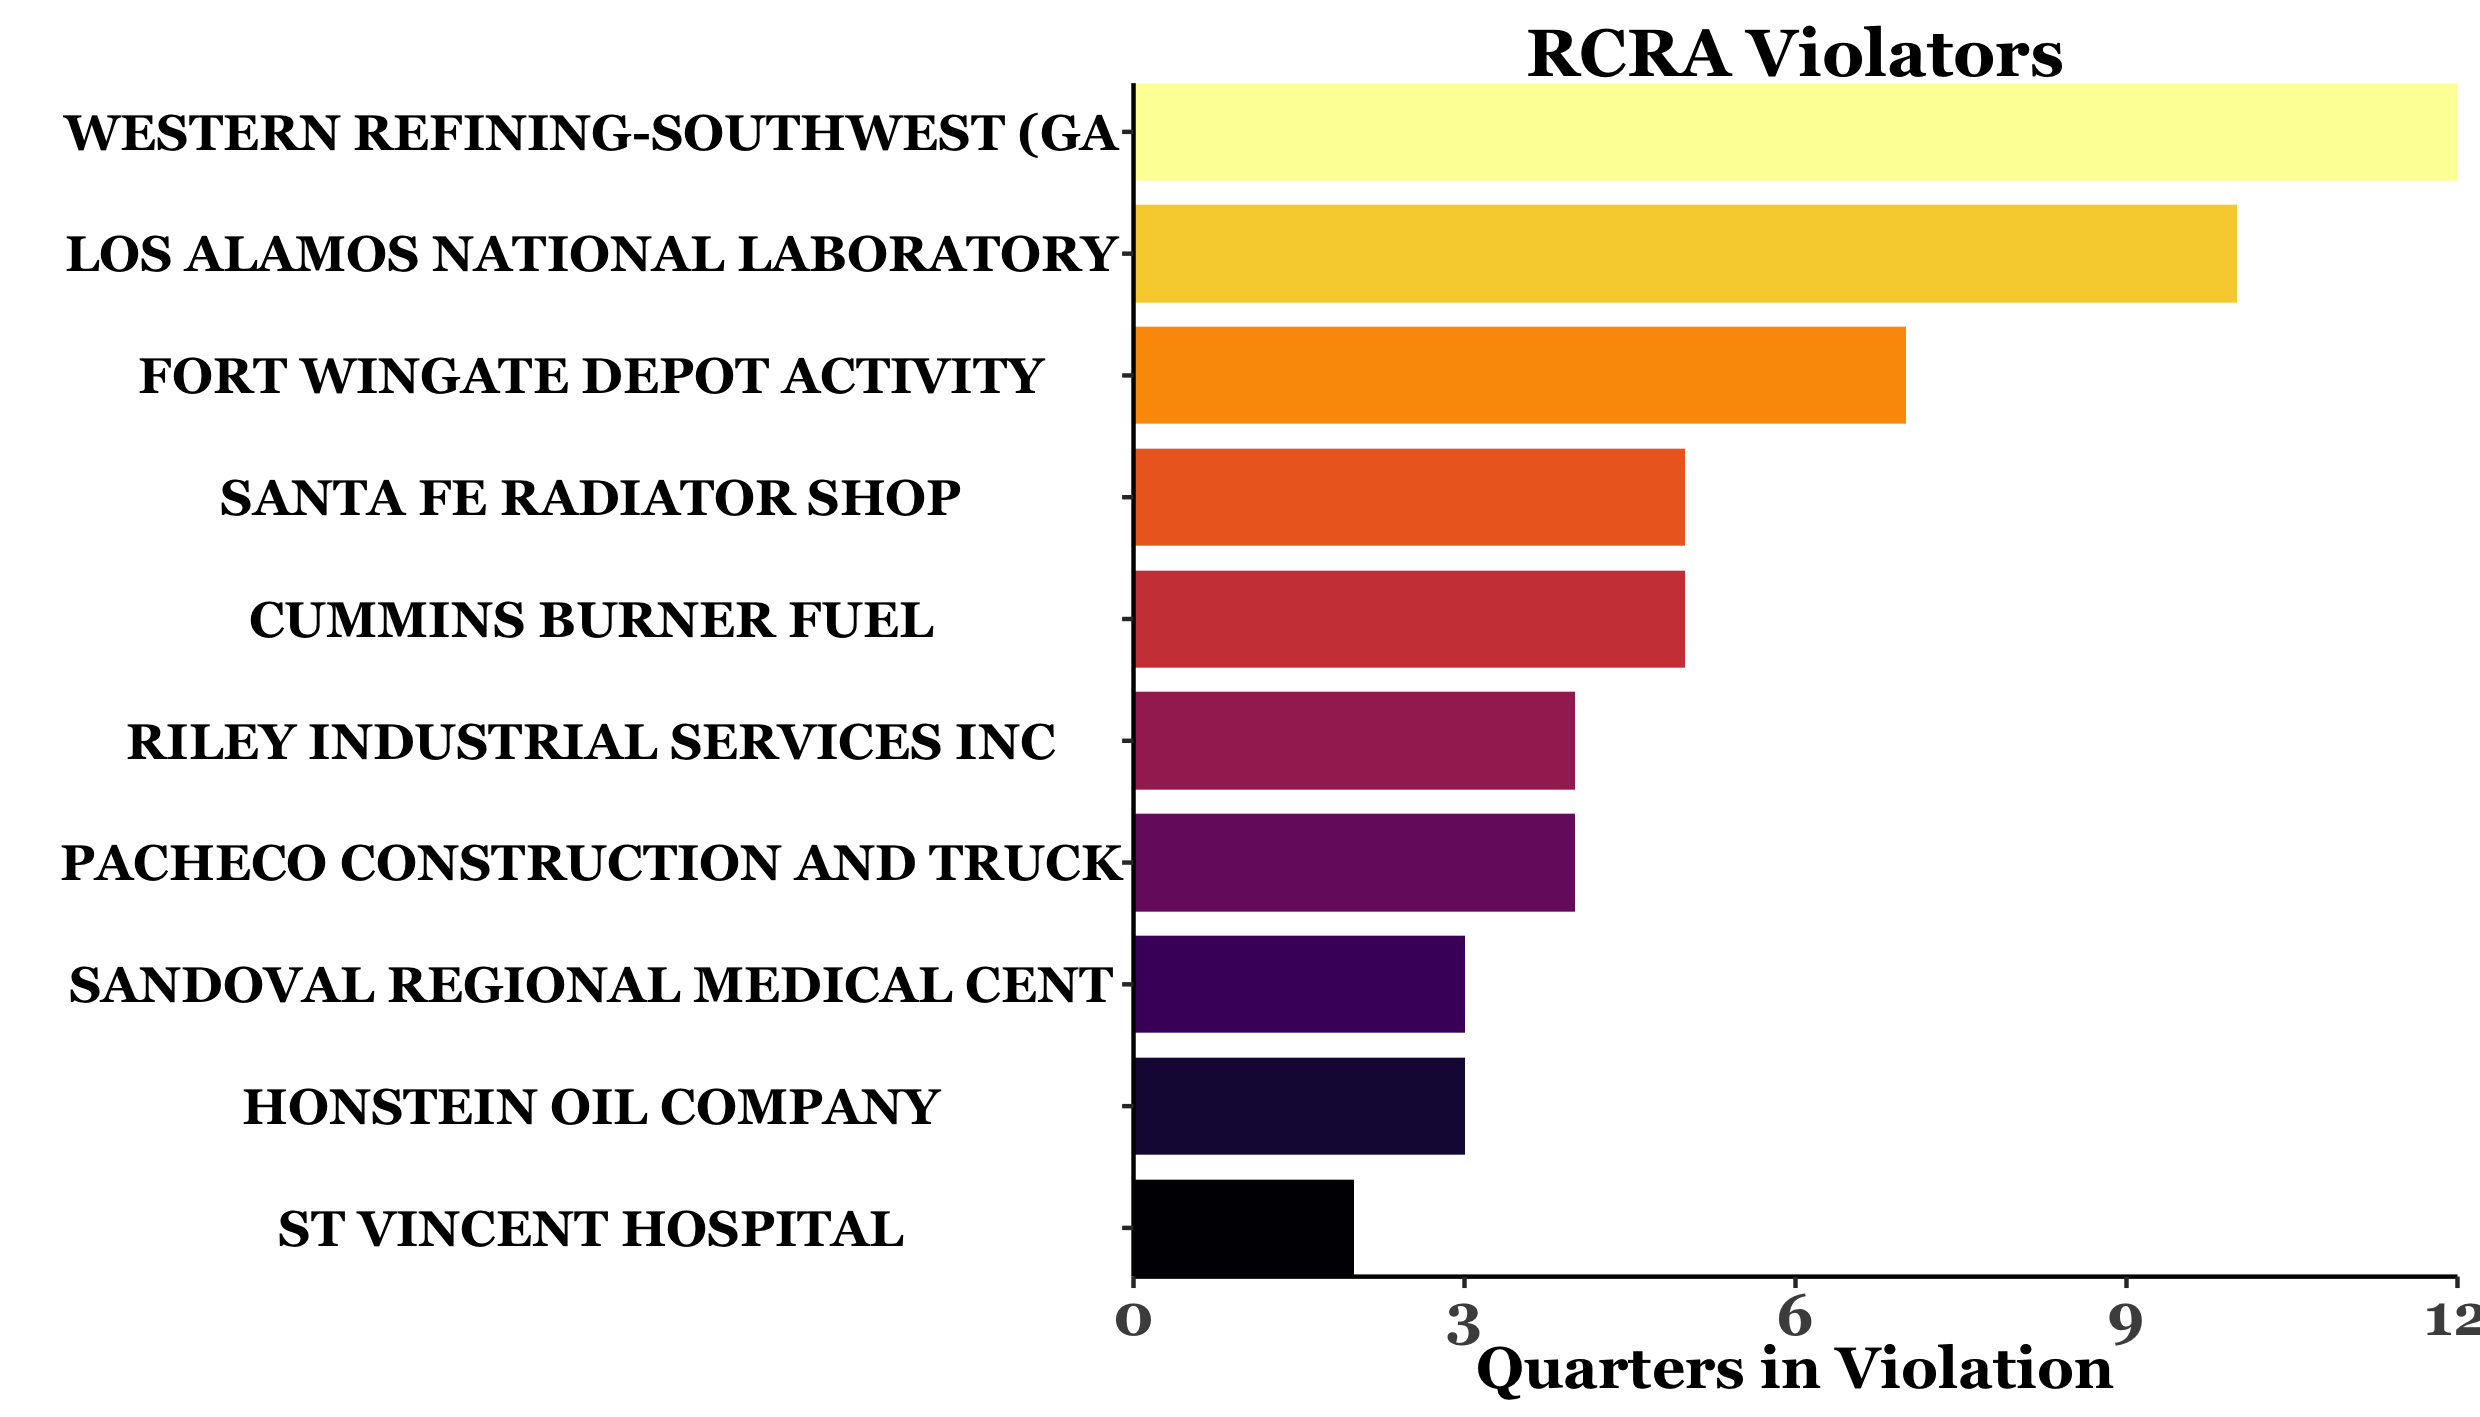 RCRA Violators
WESTERN REFINING-SOUTHWEST (GA
LOS ALAMOS NATIONAL LABORATORY
FORT WINGATE DEPOT ACTIVITY
SANTA FE RADIATOR SHOP
CUMMINS BURNER FUEL
RILEY INDUSTRIAL SERVICES INC
PACHECO CONSTRUCTION AND TRUCK
SANDOVAL REGIONAL MEDICAL CENT
HONSTEIN OIL COMPANY
ST VINCENT HOSPITAL
0 3 6 9 12
Quarters in Violation